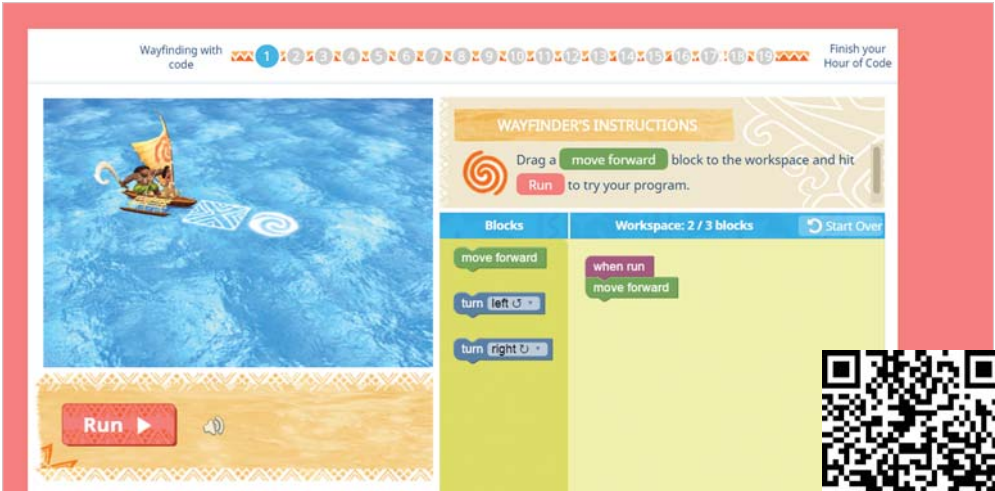 Wayfinding with
code
1 2 3 4 5 6 7 8 9 10 11 12 13 14 15 16 17 18 19
Finish your
Hour of Code
WAYFINDER'S INSTRUCTIONS
Drag a move forward block to the workspace and hit
Run to try your program.
Blocks
Workspace: 2 / 3 blocks
Start Over
move forward
turn left
turn right
when run
move forward
Run